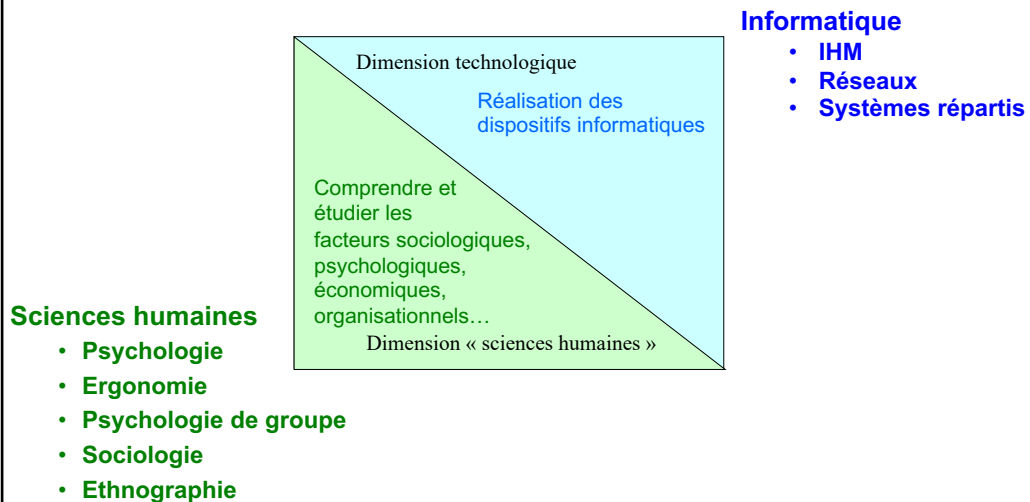 Informatique
• IHM
• Réseaux
• Systèmes répartis
Dimension technologique
Réalisation des
dispositifs informatiques
Comprendre et
étudier les
facteurs sociologiques,
psychologiques,
économiques,
organisationnels…
Dimension « sciences humaines »
Sciences humaines
• Psychologie
• Ergonomie
• Psychologie de groupe
• Sociologie
• Ethnographie